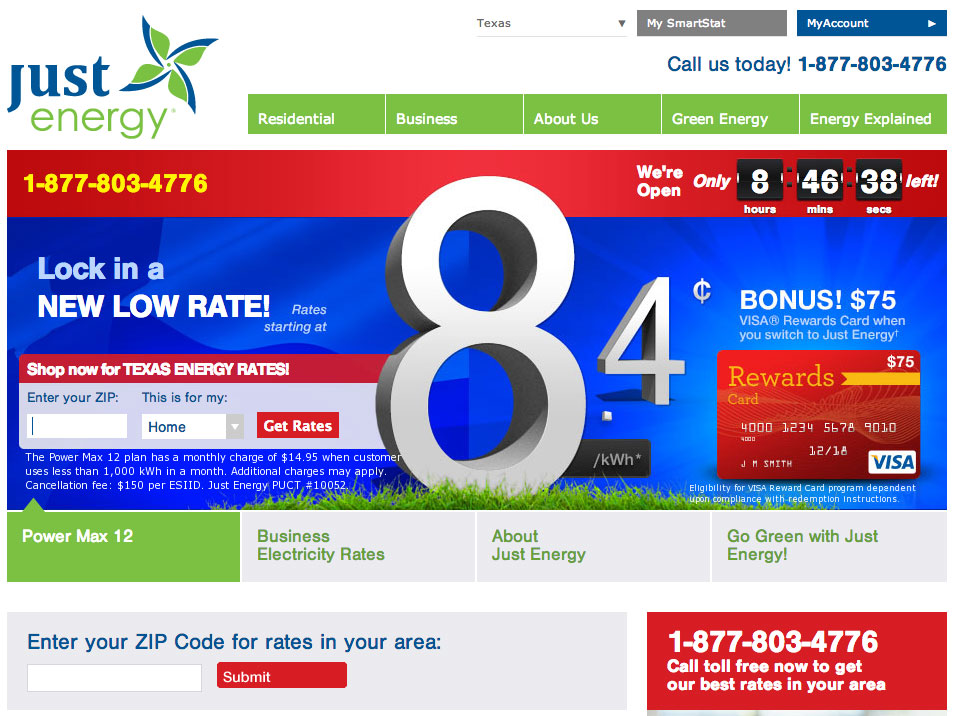 Texas
My SmartStat
MyAccount
just
energy®
Call us today! 1-877-803-4776
Residential
Business
About Us
Green Energy
Energy Explained
1-877-803-4776
We're
Open
Only
8
46
38
left!
hours
mins
secs
Lock in a
NEW LOW RATE!
Rates
starting at
8.4¢
/kWh*
BONUS! $75
VISA® Rewards Card when
you switch to Just Energy†
$75
Rewards
Card
4000 1234 5678 9010
4000
12/18
J M SMITH
VISA
Eligibility for VISA Reward Card program dependent
upon compliance with redemption instructions.
Shop now for TEXAS ENERGY RATES!
Enter your ZIP:
This is for my:
Home
Get Rates
The Power Max 12 plan has a monthly charge of $14.95 when customer
uses less than 1,000 kWh in a month. Additional charges may apply.
Cancellation fee: $150 per ESIID. Just Energy PUCT #10052.
Power Max 12
Business
Electricity Rates
About
Just Energy
Go Green with Just
Energy!
Enter your ZIP Code for rates in your area:
Submit
1-877-803-4776
Call toll free now to get
our best rates in your area